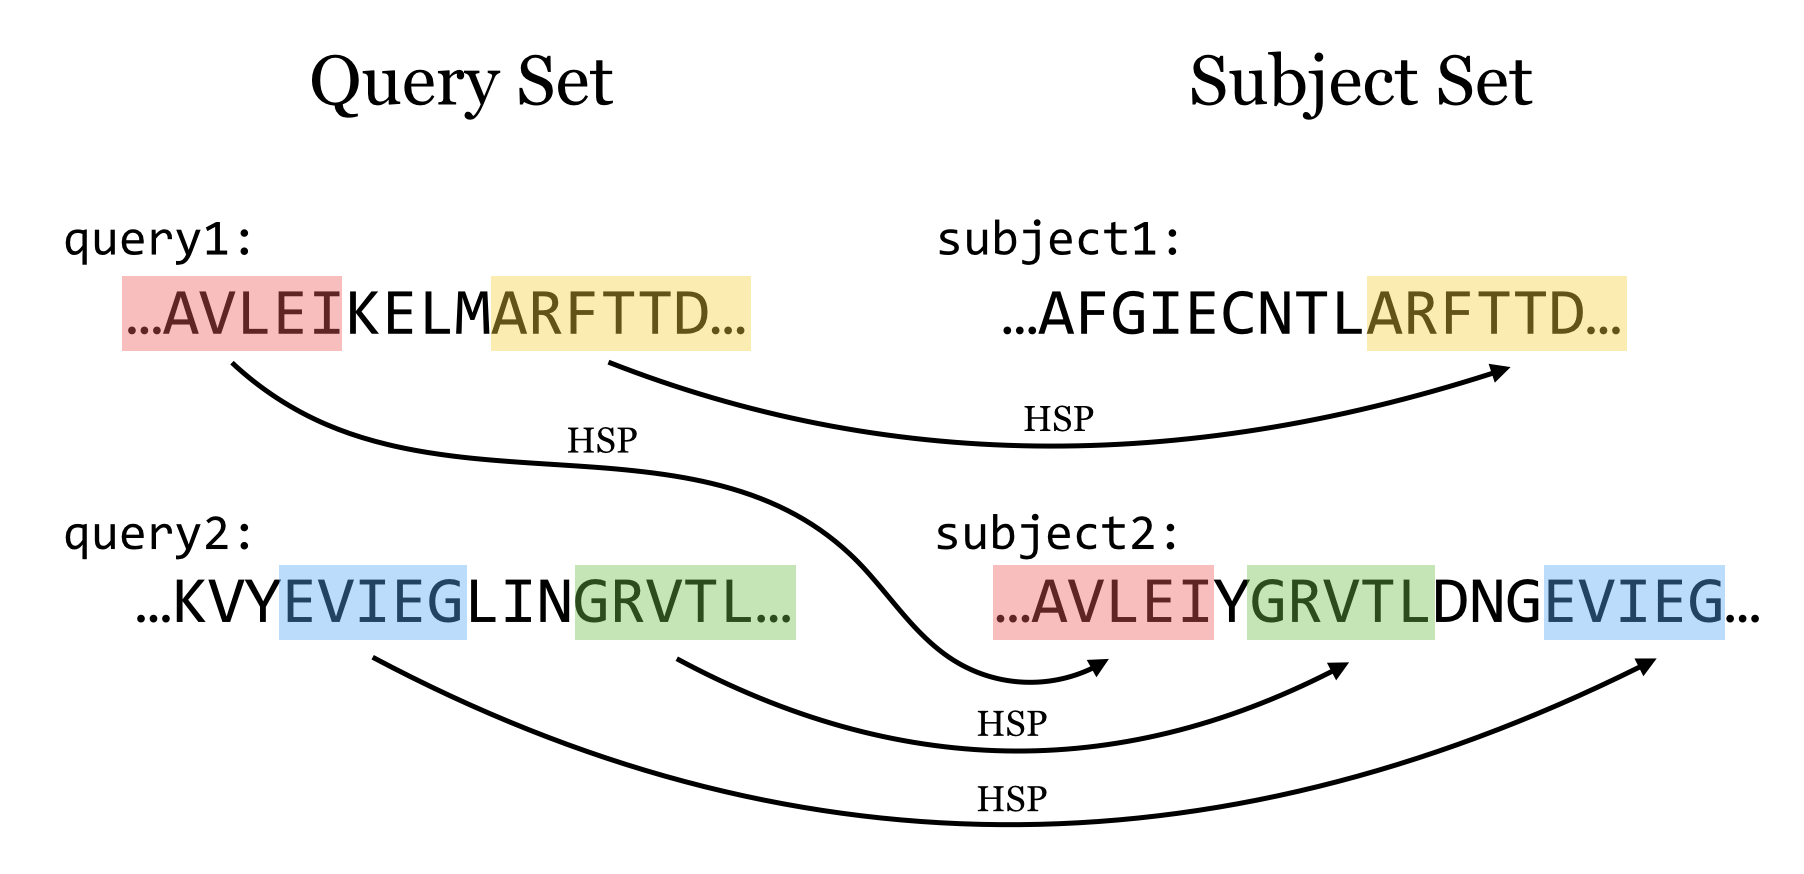 Query Set
Subject Set
query1:
…AVLEIKELMARFTTD…
subject1:
…AFGIECNTLARFTTD…
HSP
HSP
query2:
…KVYEVIEGLINGRVTL…
subject2:
…AVLEIYGRVTLDNGEVIEG…
HSP
HSP